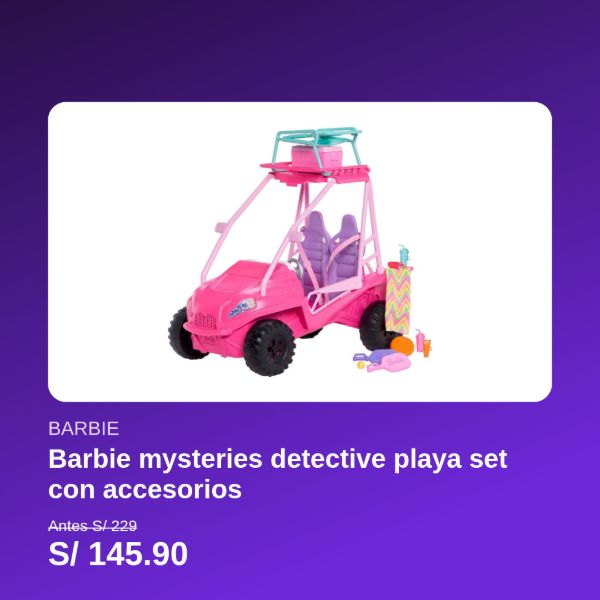 BARBIE
Barbie mysteries detective playa set
con accesorios
Antes S/ 229
S/ 145.90